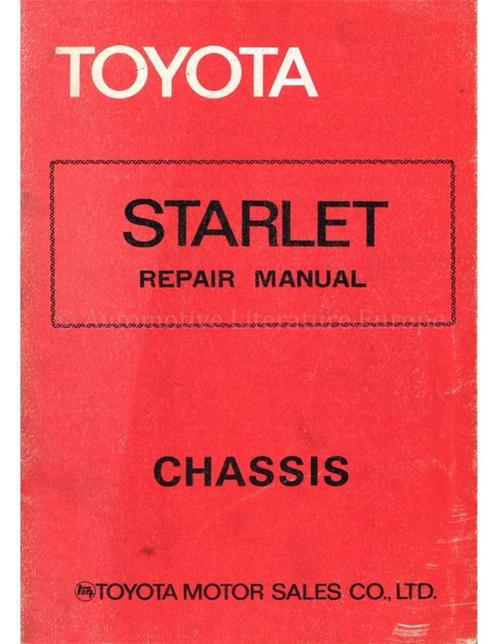 TOYOTA
STARLET
REPAIR MANUAL
© Automotive Literature Europe
CHASSIS
TOYOTA MOTOR SALES CO., LTD.